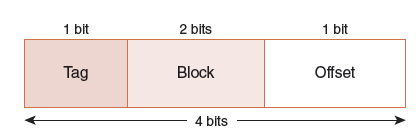 1 bit 2 bits 1 bit
Tag Block Offset
4 bits